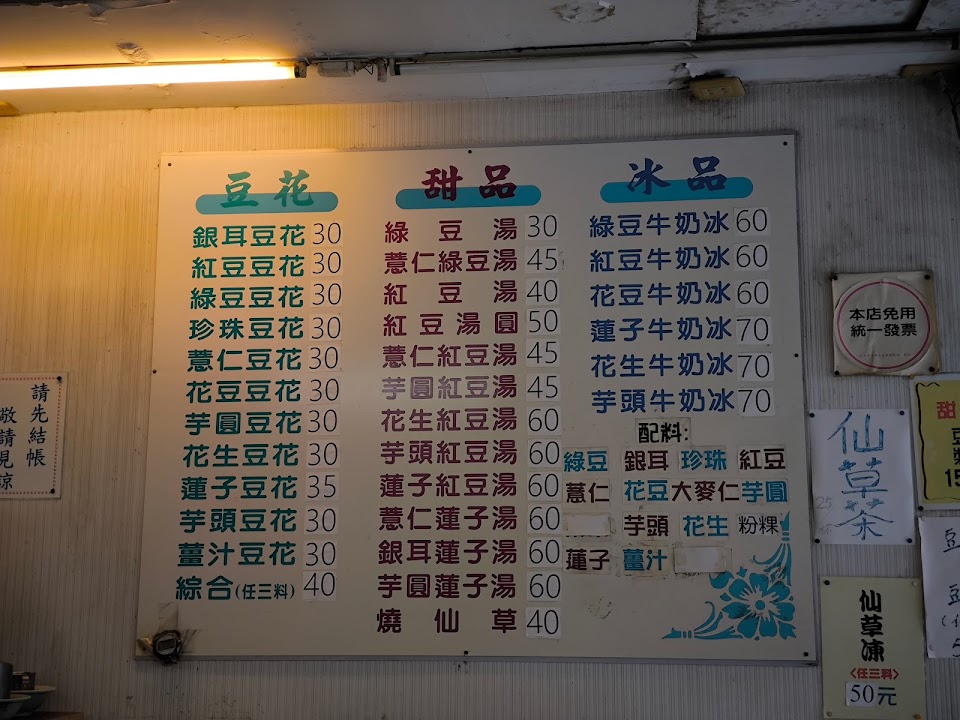 豆花
銀耳豆花 30
紅豆豆花 30
綠豆豆花 30
珍珠豆花 30
薏仁豆花 30
花豆豆花 30
芋圓豆花 30
花生豆花 30
蓮子豆花 35
芋頭豆花 30
薑汁豆花 30
綜合(任三料) 40
甜品
綠豆湯 30
薏仁綠豆湯 45
紅豆湯 40
紅豆湯圓 50
薏仁紅豆湯 45
芋圓紅豆湯 45
花生紅豆湯 60
芋頭紅豆湯 60
蓮子紅豆湯 60
薏仁蓮子湯 60
銀耳蓮子湯 60
芋圓蓮子湯 60
燒仙草 40
冰品
綠豆牛奶冰 60
紅豆牛奶冰 60
花豆牛奶冰 60
蓮子牛奶冰 70
花生牛奶冰 70
芋頭牛奶冰 70
配料:
綠豆 銀耳 珍珠 紅豆
薏仁 花豆 大麥仁 芋圓
芋頭 花生 粉粿
蓮子 薑汁
請先結帳
敬請見諒
本店免用
統一發票
仙草茶
25
仙草凍
<任三料>
50元
甜
豆
15
豆